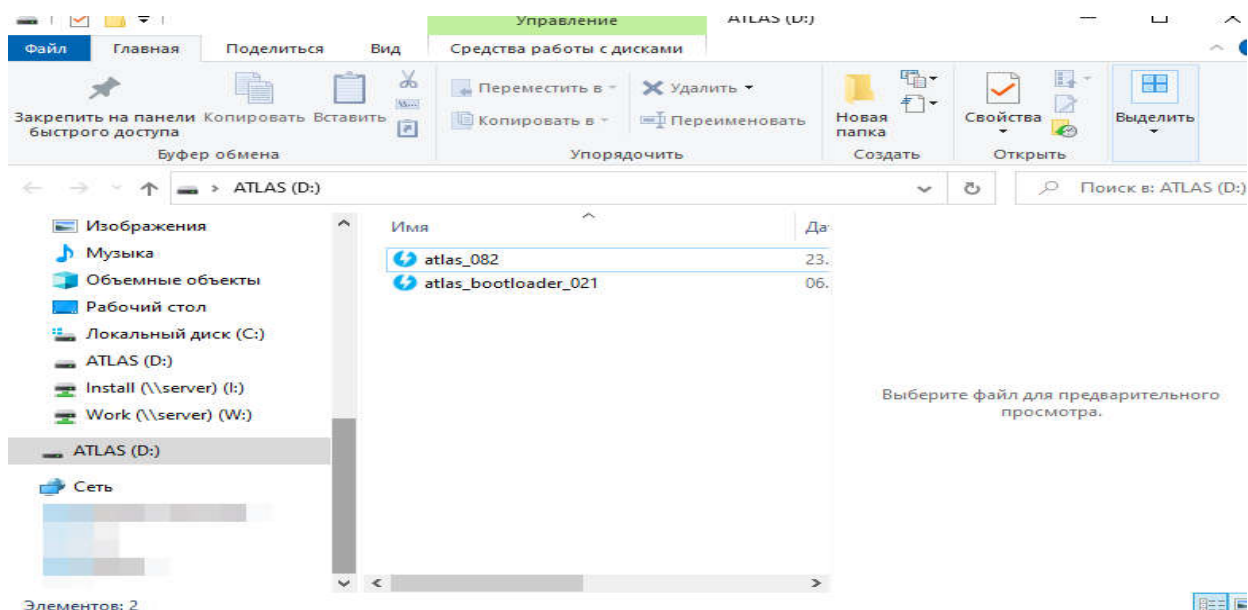 Управление ATLAS (D:)
Файл Главная Поделиться Вид Средства работы с дисками
Закрепить на панели быстрого доступа
Копировать
Вставить
Буфер обмена
Переместить в
Копировать в
Удалить
Переименовать
Упорядочить
Новая папка
Создать
Свойства
Открыть
Выделить
ATLAS (D:)
Поиск в: ATLAS (D:)
Изображения
Музыка
Объемные объекты
Рабочий стол
Локальный диск (C:)
ATLAS (D:)
Install (\\server) (I:)
Work (\\server) (W:)
ATLAS (D:)
Сеть
Имя
atlas_082 23.
atlas_bootloader_021 06.
Выберите файл для предварительного
просмотра.
Элементов: 2